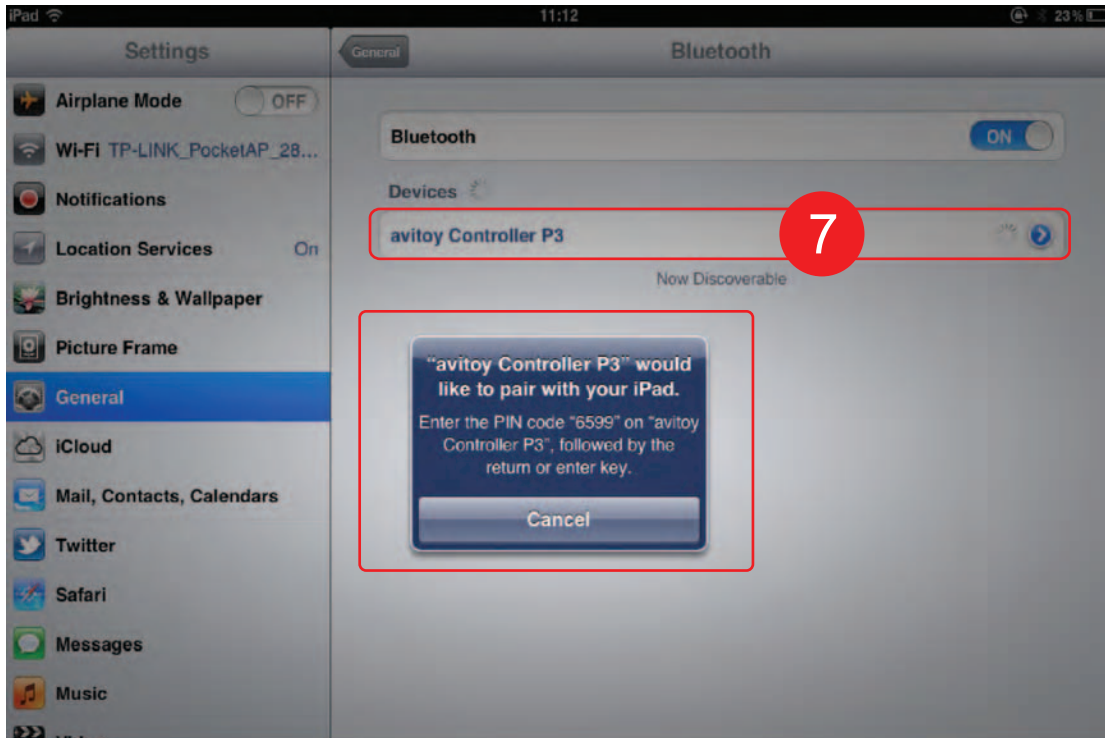 iPad 11:12 23%
Settings
General
Bluetooth
Airplane Mode OFF
Wi-Fi TP-LINK_PocketAP_28...
Notifications
Location Services On
Brightness & Wallpaper
Picture Frame
General
iCloud
Mail, Contacts, Calendars
Twitter
Safari
Messages
Music
Bluetooth ON
Devices
avitoy Controller P3
7
Now Discoverable
"avitoy Controller P3" would
like to pair with your iPad.
Enter the PIN code "6599" on "avitoy
Controller P3", followed by the
return or enter key.
Cancel